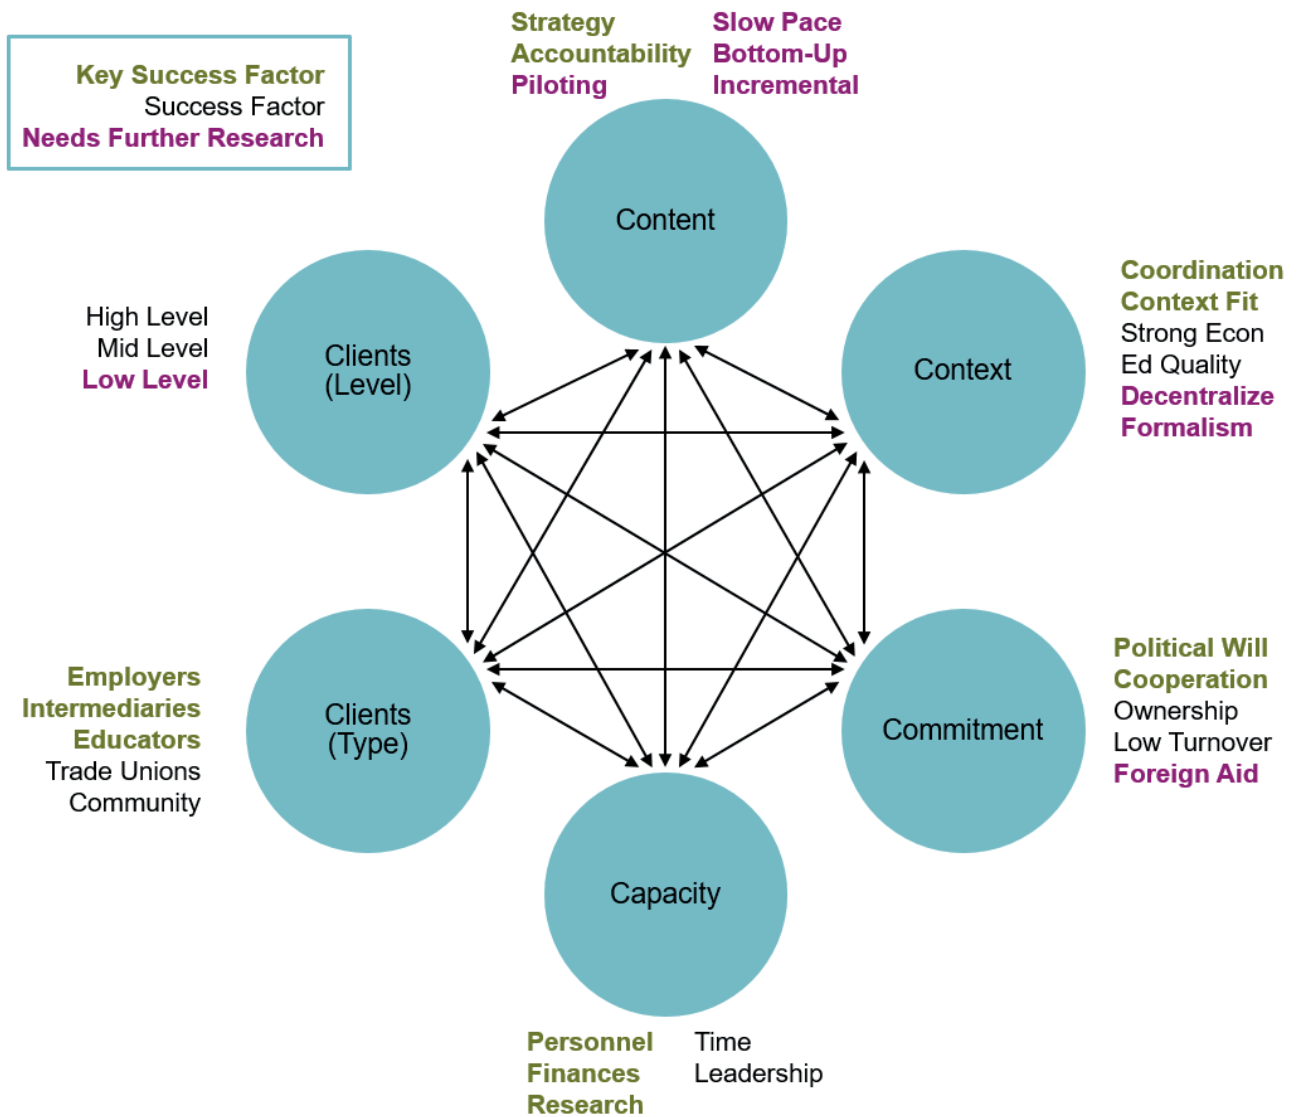 Key Success Factor
Success Factor
Needs Further Research
Strategy
Accountability
Piloting
Slow Pace
Bottom-Up
Incremental
Content
High Level
Mid Level
Low Level
Clients
(Level)
Context
Coordination
Context Fit
Strong Econ
Ed Quality
Decentralize
Formalism
Employers
Intermediaries
Educators
Trade Unions
Community
Clients
(Type)
Commitment
Political Will
Cooperation
Ownership
Low Turnover
Foreign Aid
Capacity
Personnel
Finances
Research
Time
Leadership